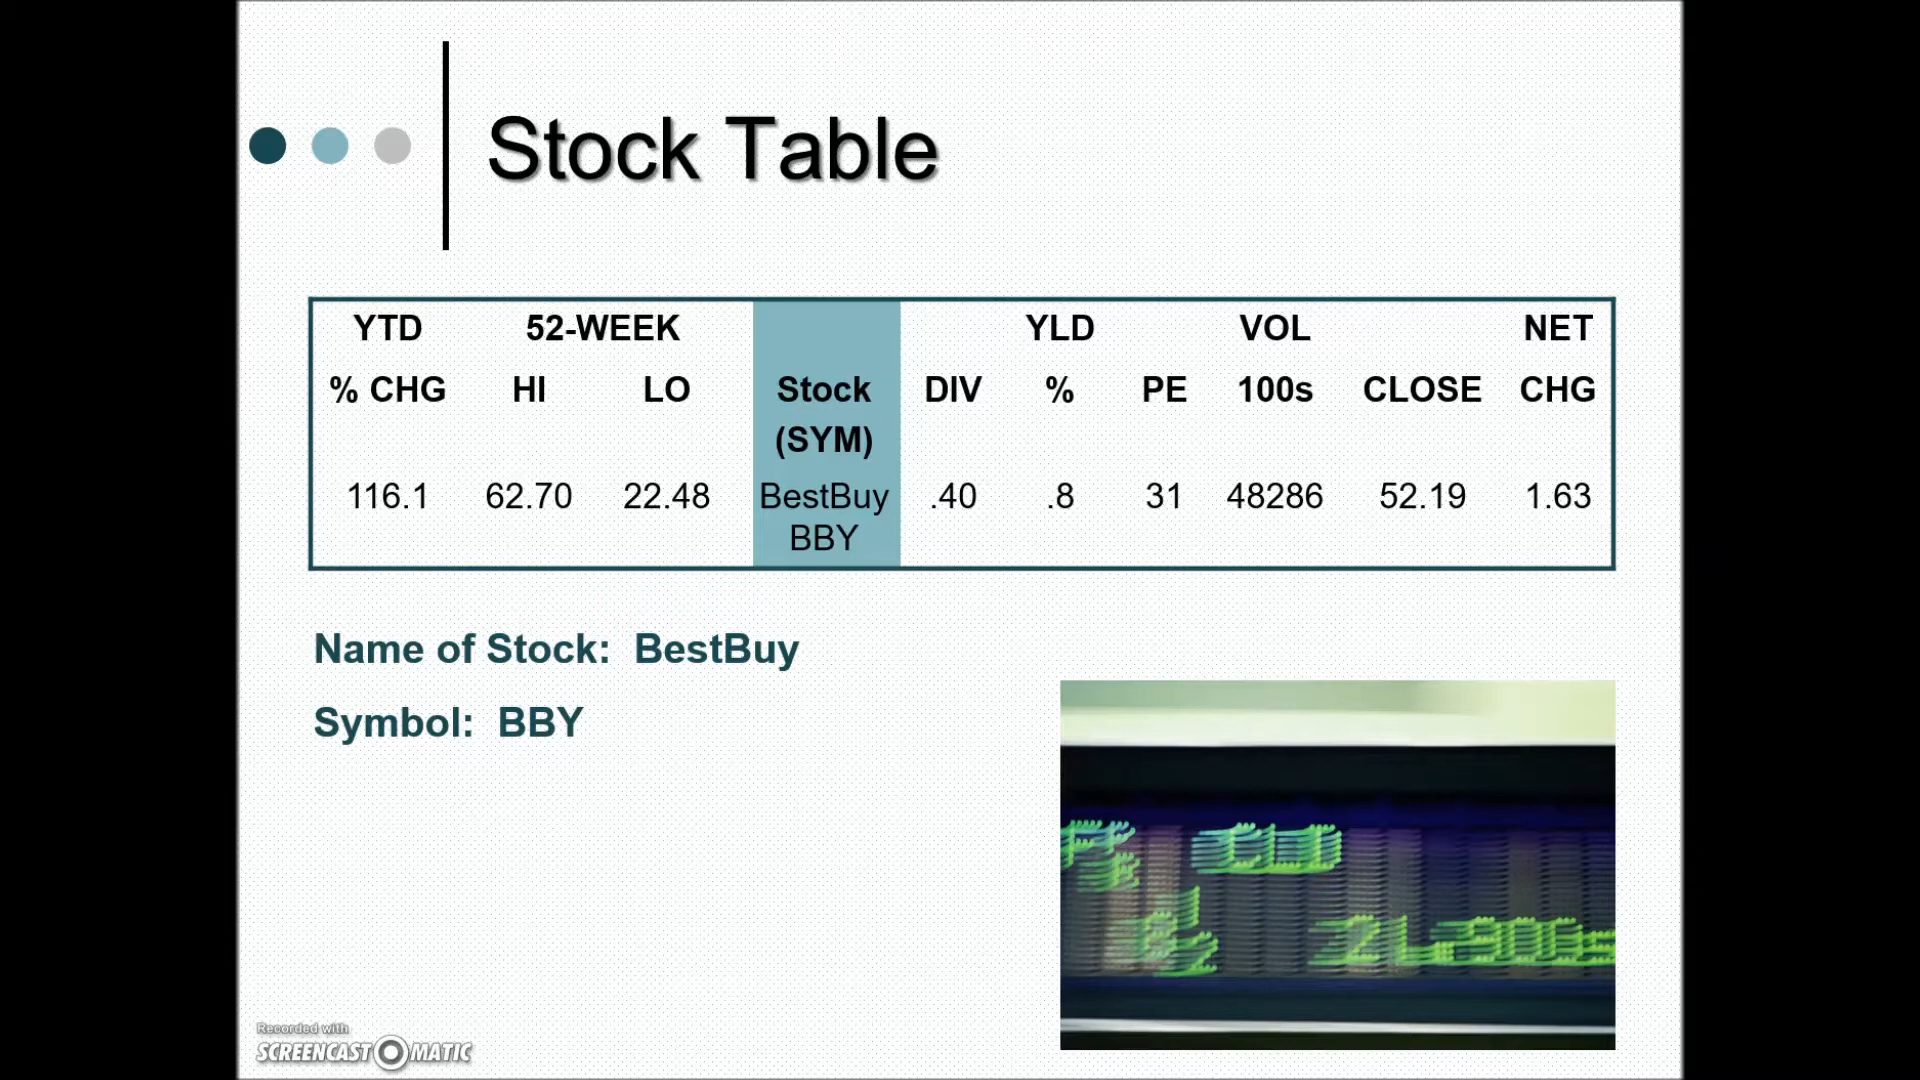 Stock Table
YTD 52-WEEK YLD VOL NET
% CHG HI LO Stock DIV % PE 100s CLOSE CHG
(SYM)
116.1 62.70 22.48 BestBuy .40 .8 31 48286 52.19 1.63
BBY
Name of Stock: BestBuy
Symbol: BBY
Recorded with
SCREENCAST MATIC